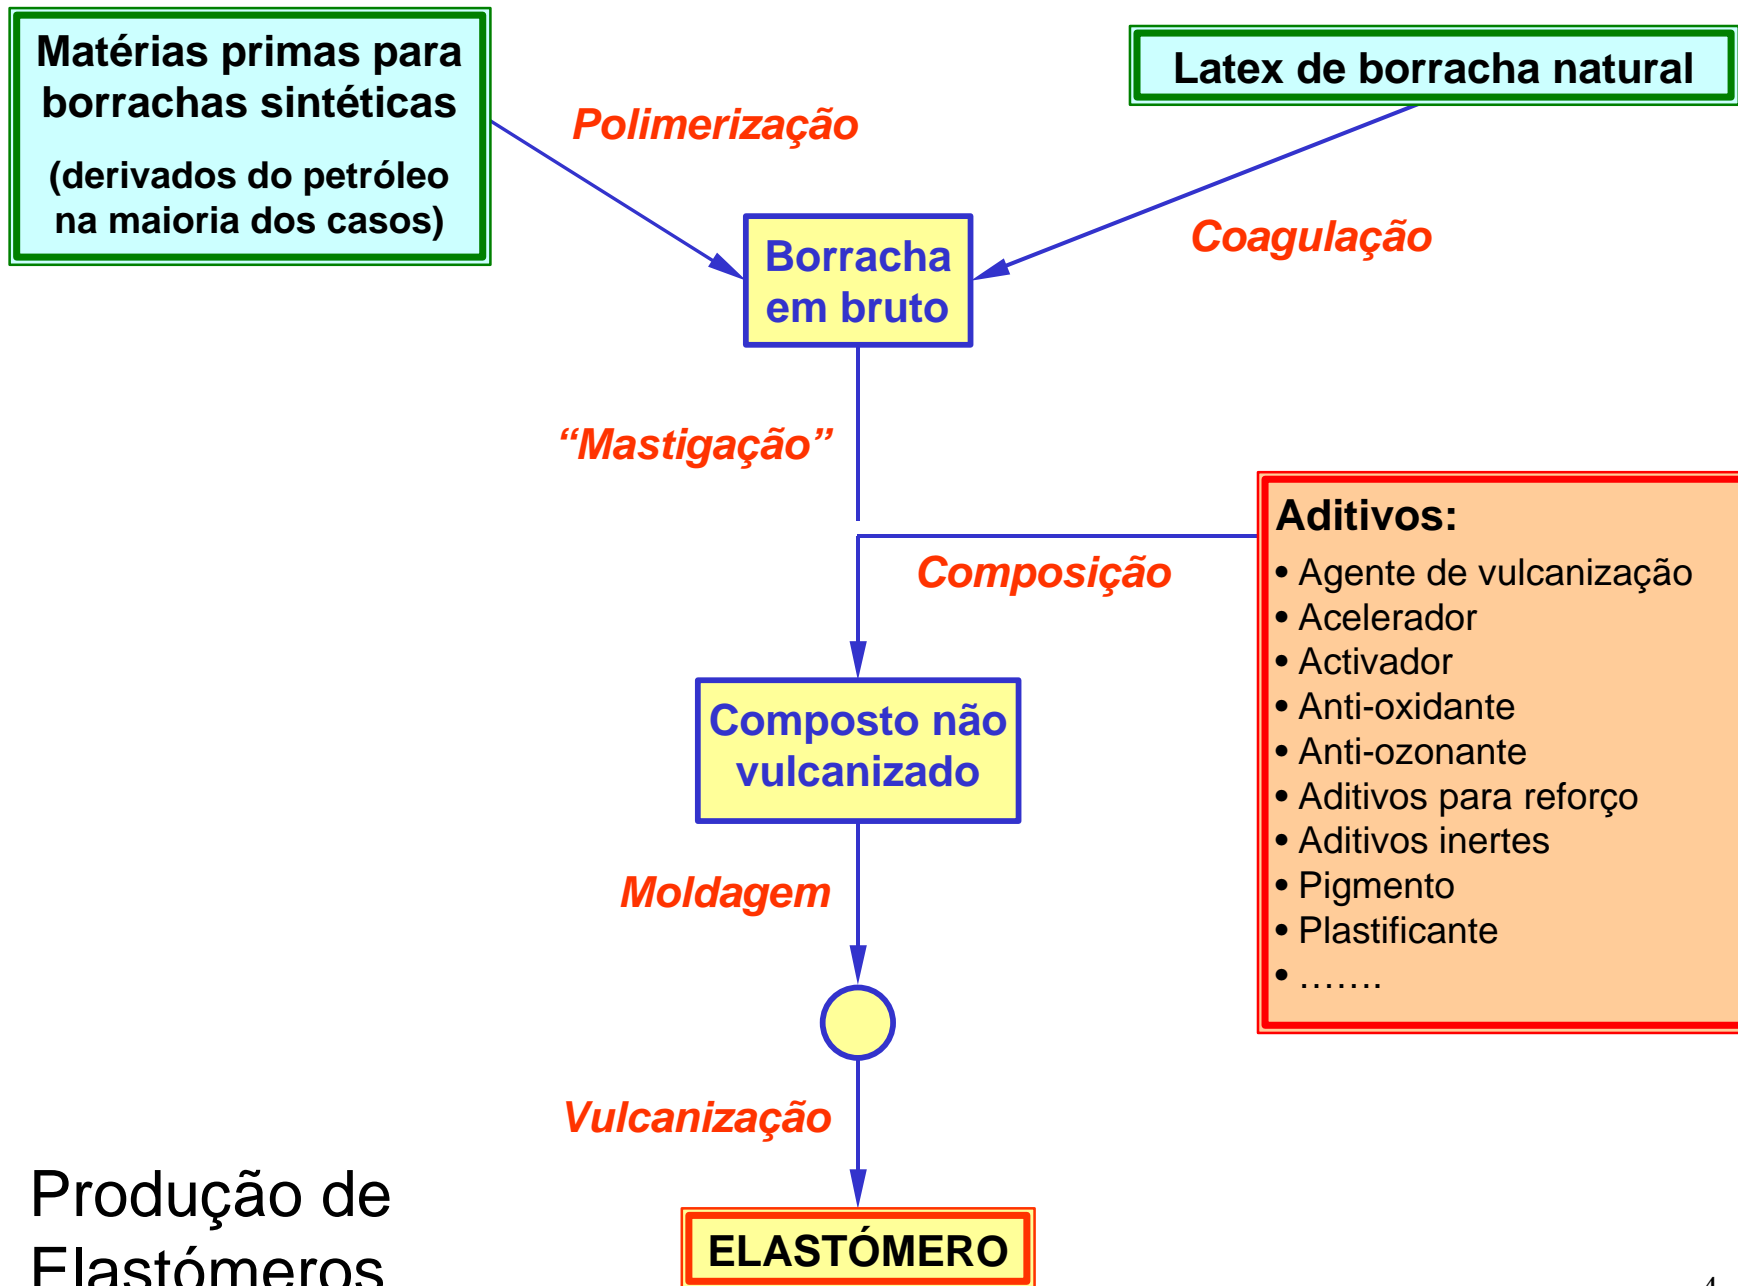 Matérias primas para
borrachas sintéticas
(derivados do petróleo
na maioria dos casos)
Latex de borracha natural
Polimerização
Coagulação
Borracha
em bruto
“Mastigação”
Aditivos:
• Agente de vulcanização
• Acelerador
• Activador
• Anti-oxidante
• Anti-ozonante
• Aditivos para reforço
• Aditivos inertes
• Pigmento
• Plastificante
• …….
Composição
Composto não
vulcanizado
Moldagem
Vulcanização
ELASTÓMERO
Produção de
Elastómeros
4